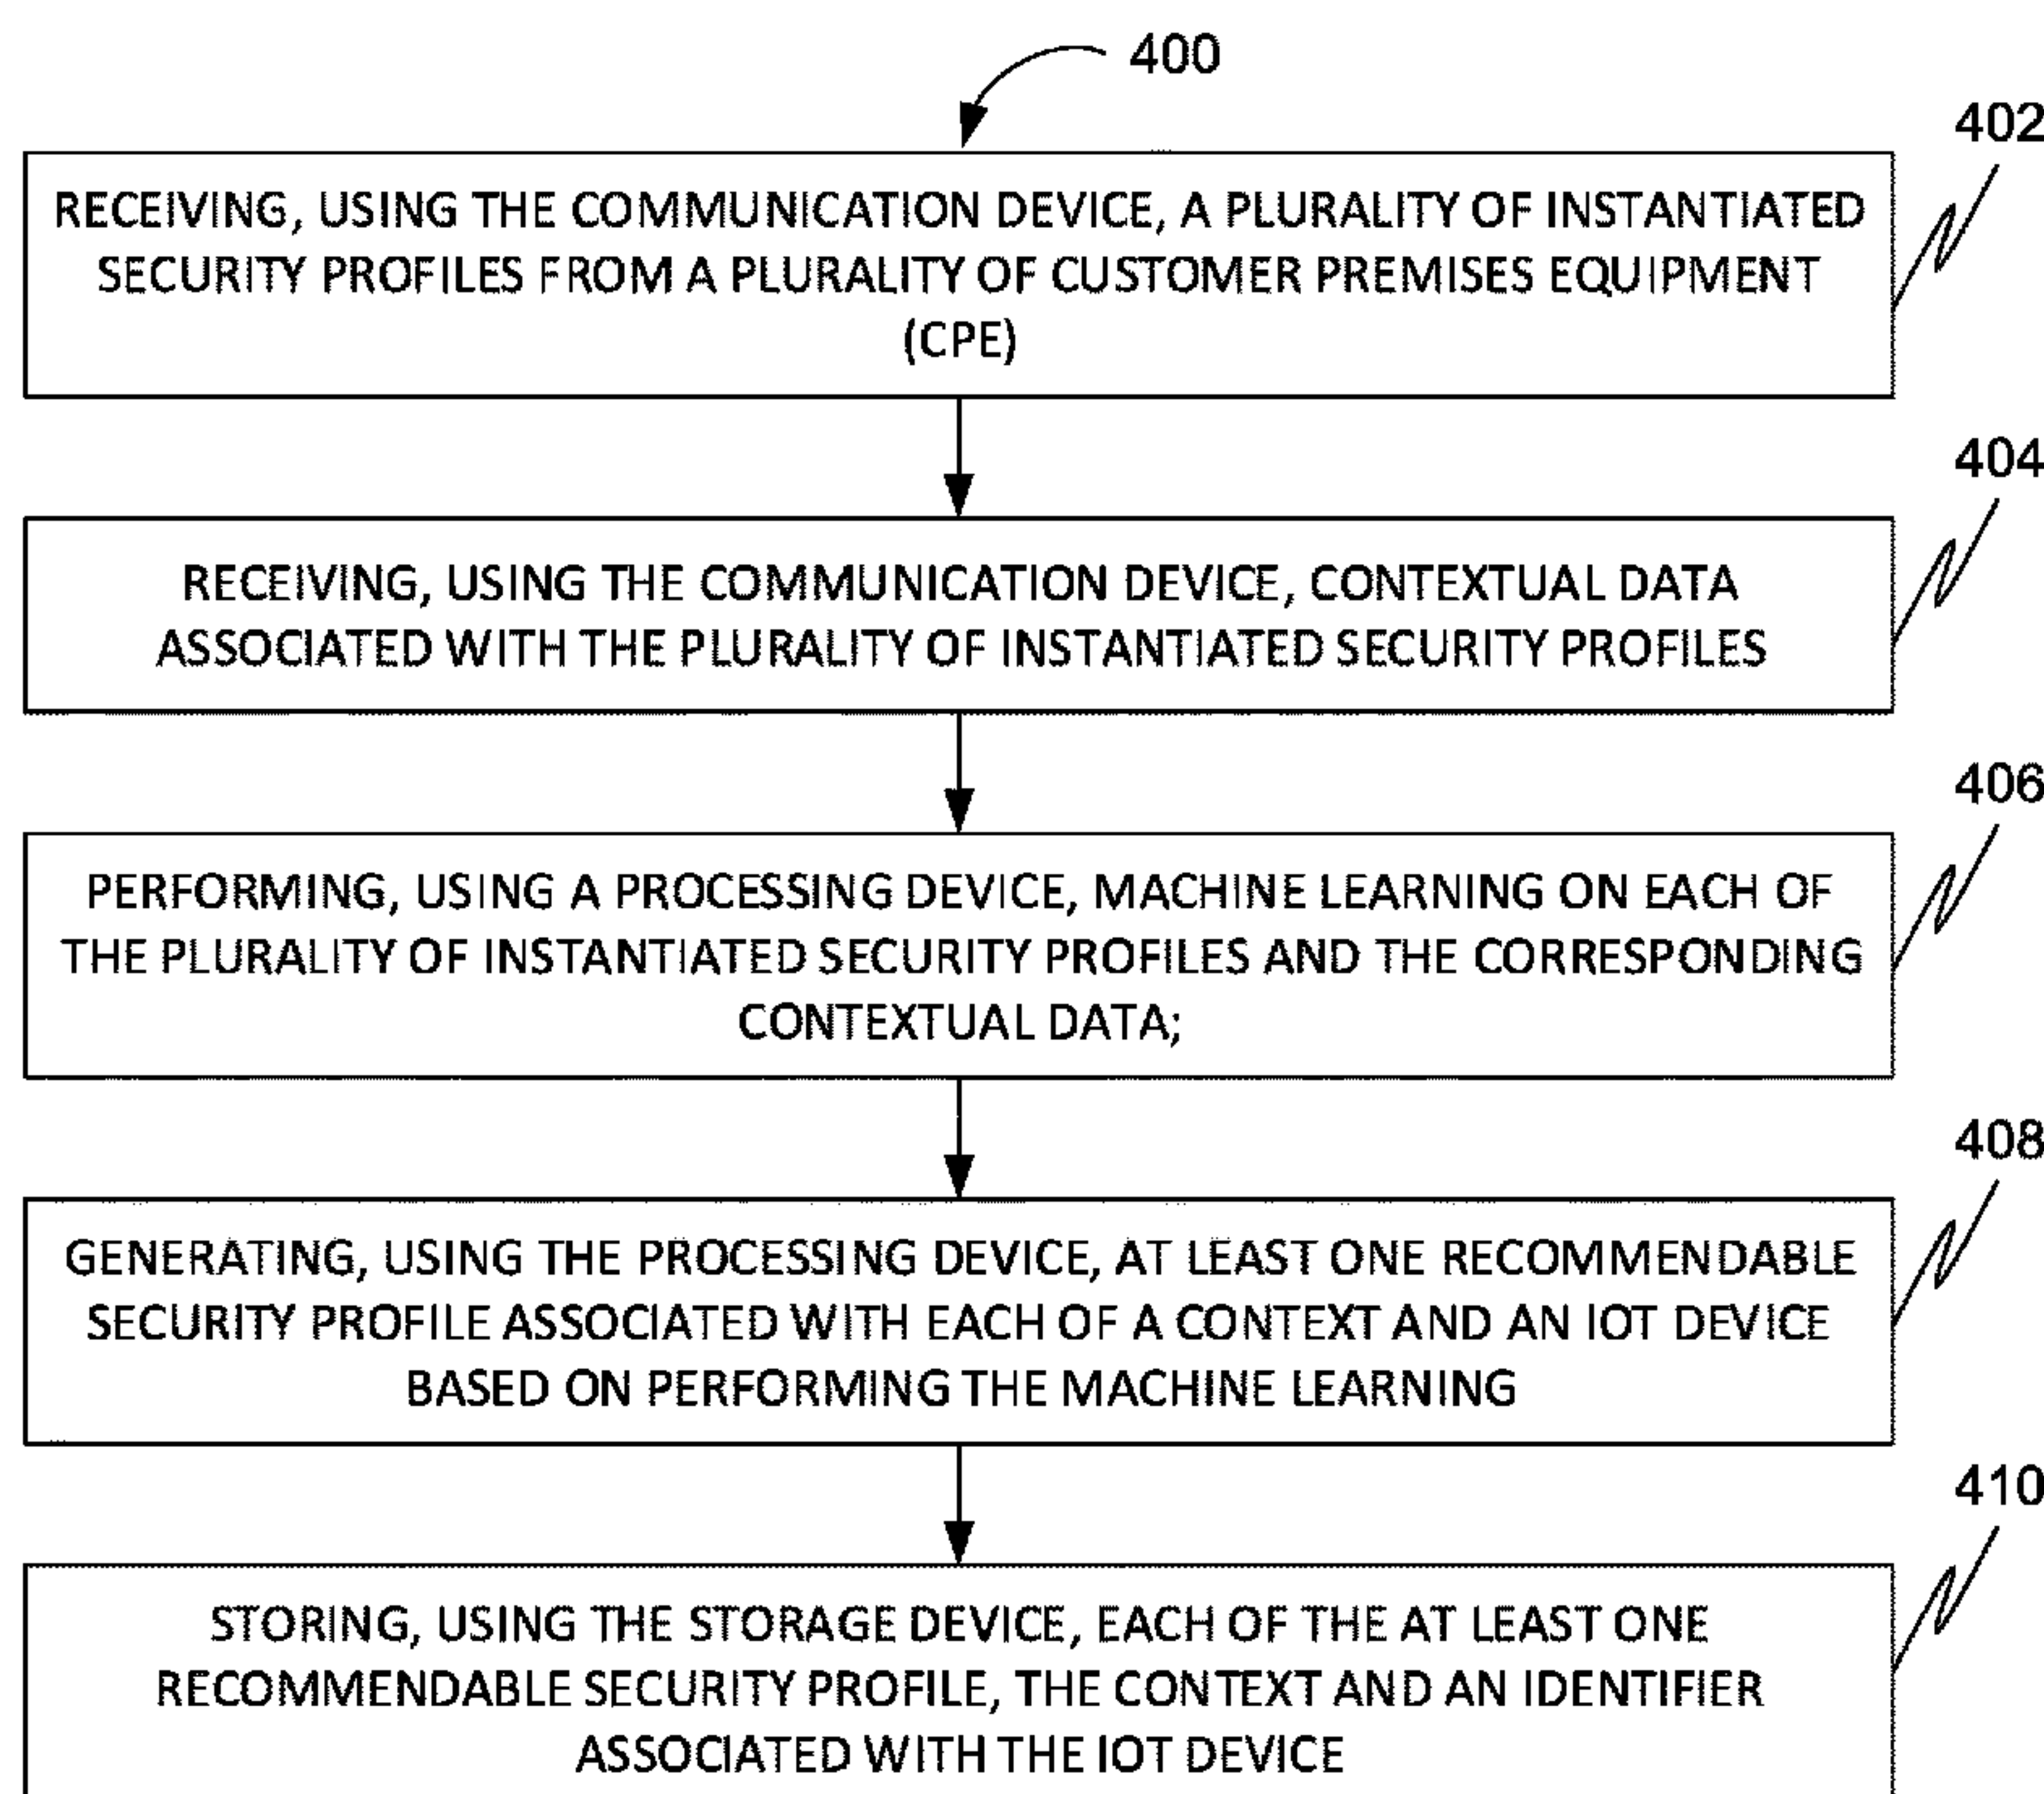 400
402
RECEIVING, USING THE COMMUNICATION DEVICE, A PLURALITY OF INSTANTIATED
SECURITY PROFILES FROM A PLURALITY OF CUSTOMER PREMISES EQUIPMENT
(CPE)
404
RECEIVING, USING THE COMMUNICATION DEVICE, CONTEXTUAL DATA
ASSOCIATED WITH THE PLURALITY OF INSTANTIATED SECURITY PROFILES
406
PERFORMING, USING A PROCESSING DEVICE, MACHINE LEARNING ON EACH OF
THE PLURALITY OF INSTANTIATED SECURITY PROFILES AND THE CORRESPONDING
CONTEXTUAL DATA;
408
GENERATING, USING THE PROCESSING DEVICE, AT LEAST ONE RECOMMENDABLE
SECURITY PROFILE ASSOCIATED WITH EACH OF A CONTEXT AND AN IOT DEVICE
BASED ON PERFORMING THE MACHINE LEARNING
410
STORING, USING THE STORAGE DEVICE, EACH OF THE AT LEAST ONE
RECOMMENDABLE SECURITY PROFILE, THE CONTEXT AND AN IDENTIFIER
ASSOCIATED WITH THE IOT DEVICE